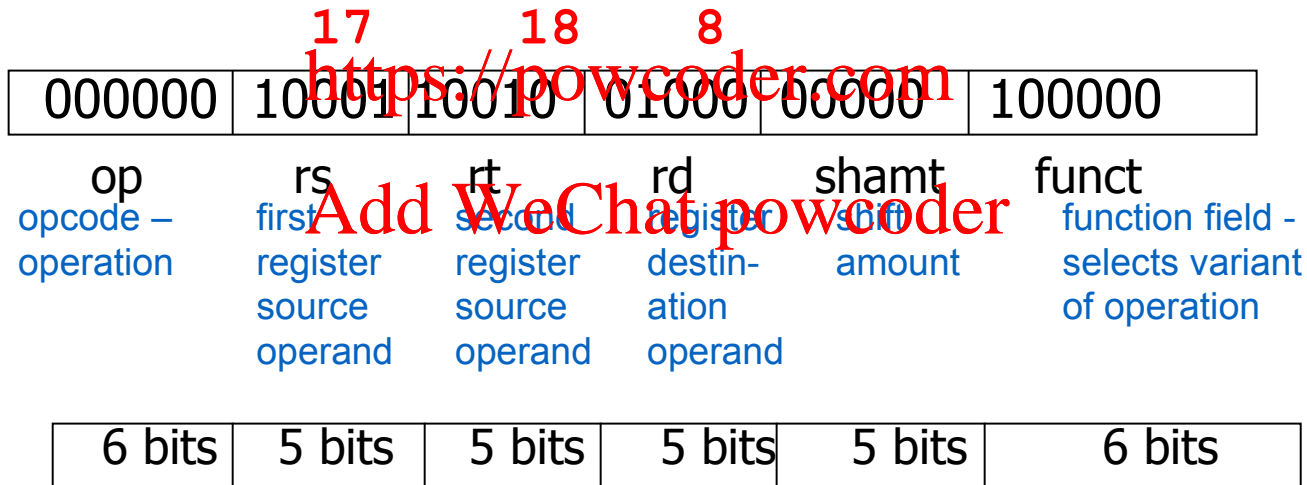 17 18 8
https://powcoder.com
000000 10001 10010 01000 00000 100000
op rs rt rd shamt funct
Add WeChat powcoder
opcode – first second register shift function field -
operation register register destin- amount selects variant
source source ation of operation
operand operand operand
6 bits 5 bits 5 bits 5 bits 5 bits 6 bits